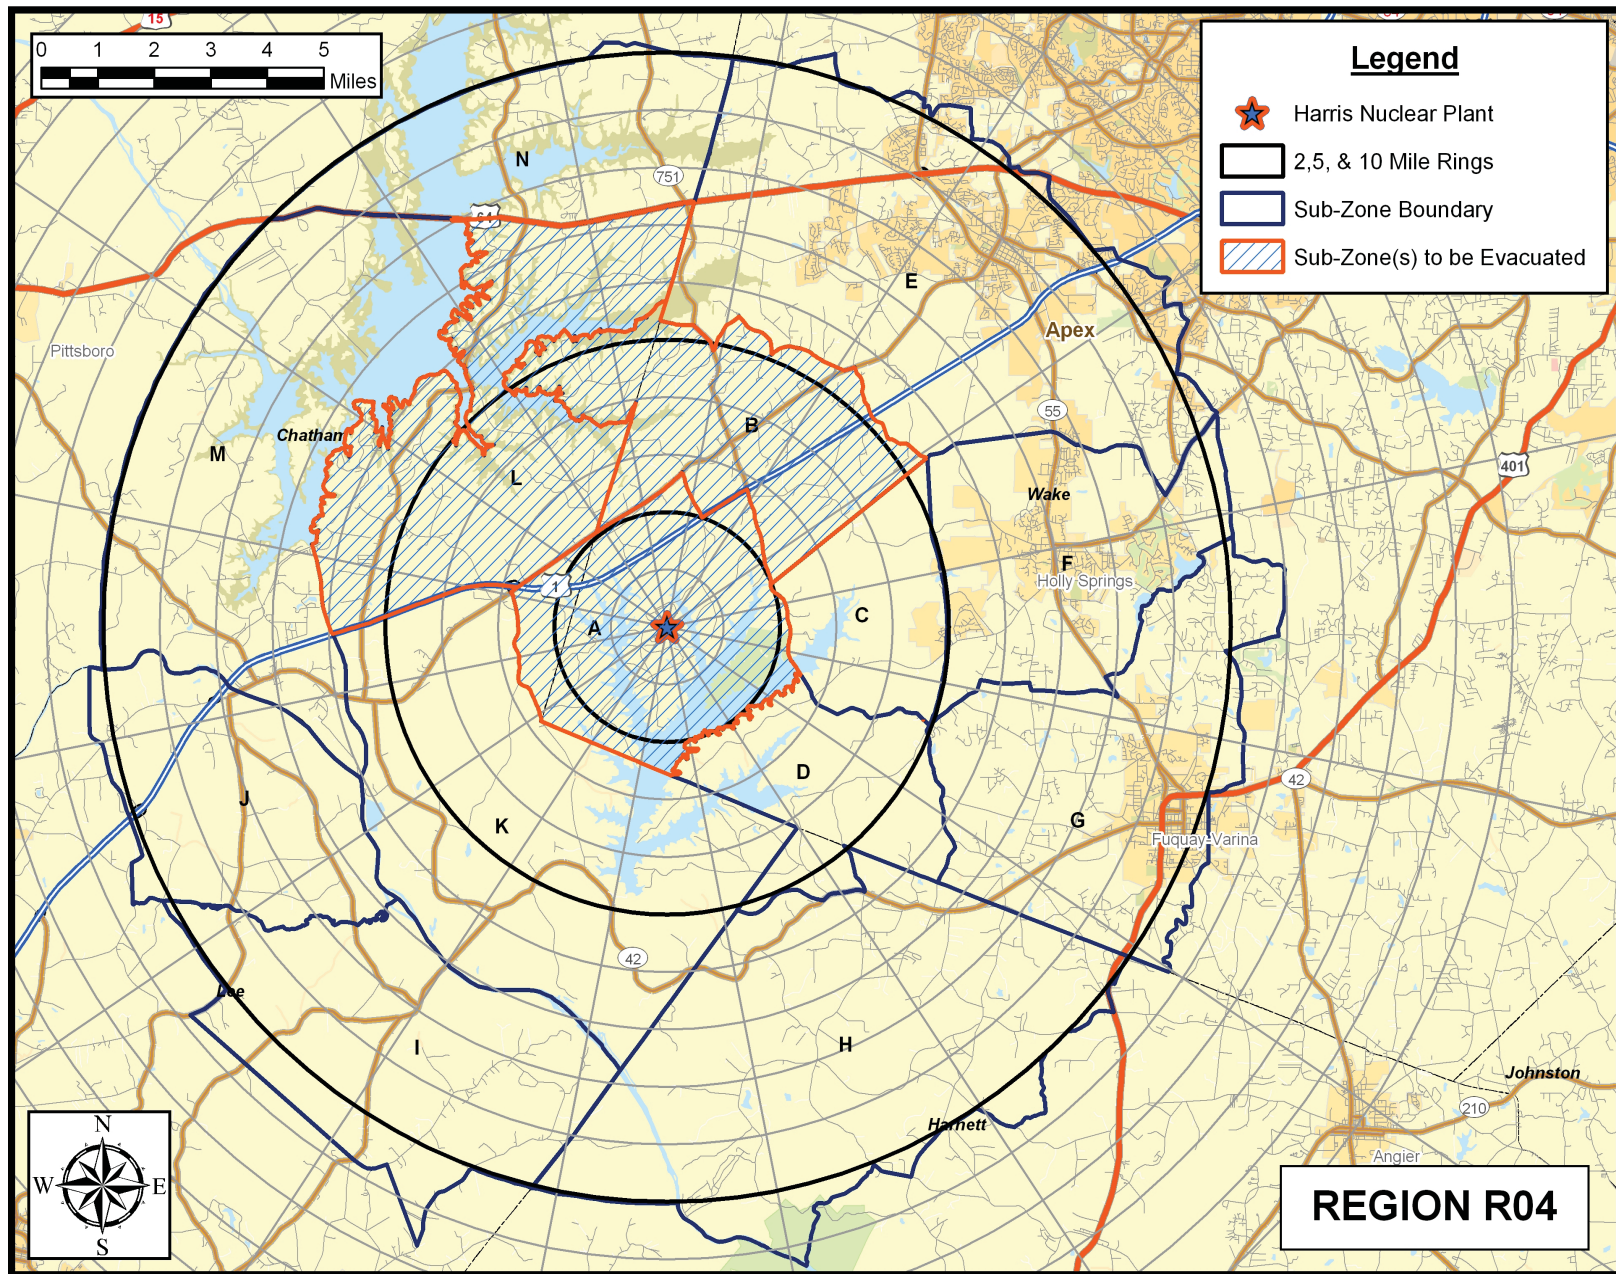 15
0 1 2 3 4 5
Miles
Legend
Harris Nuclear Plant
2,5, & 10 Mile Rings
Sub-Zone Boundary
Sub-Zone(s) to be Evacuated
N
751
64
E
Apex
Pittsboro
55
B
Chatham
M
401
L
Wake
F
Holly Springs
1
A
C
D
42
J
G
K
Fuquay-Varina
42
Lee
I
H
Johnston
210
Harnett
Angier
N
W E
S
REGION R04